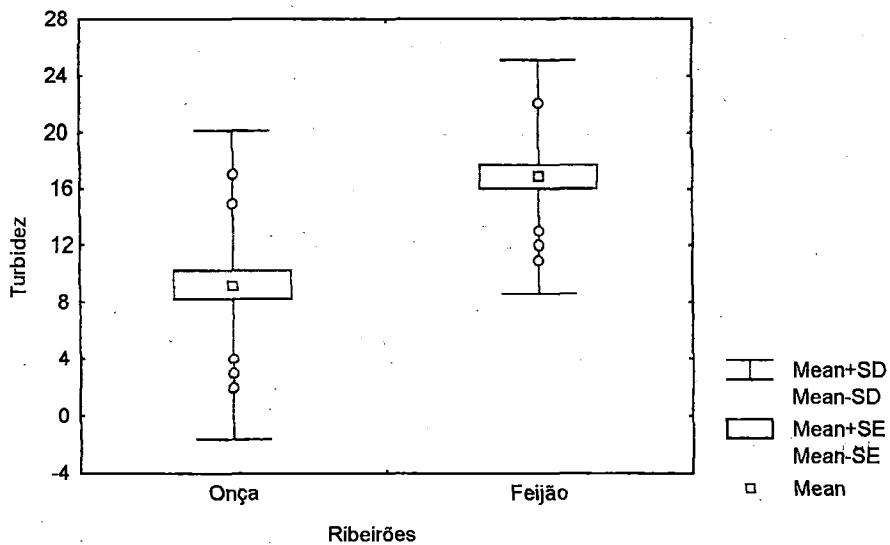 28
24
20
16
12
8
4
0
-4
Turbidez
Onça
Feijão
Ribeirões
Mean+SD
Mean-SD
Mean+SE
Mean-SE
Mean